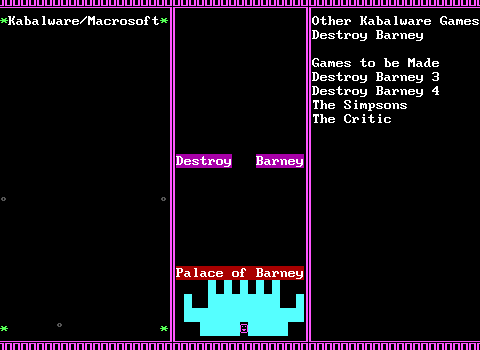 *Kabalware/Macrosoft*
Other Kabalware Games
Destroy Barney
Games to be Made
Destroy Barney 3
Destroy Barney 4
The Simpsons
The Critic
Destroy Barney
Palace of Barney